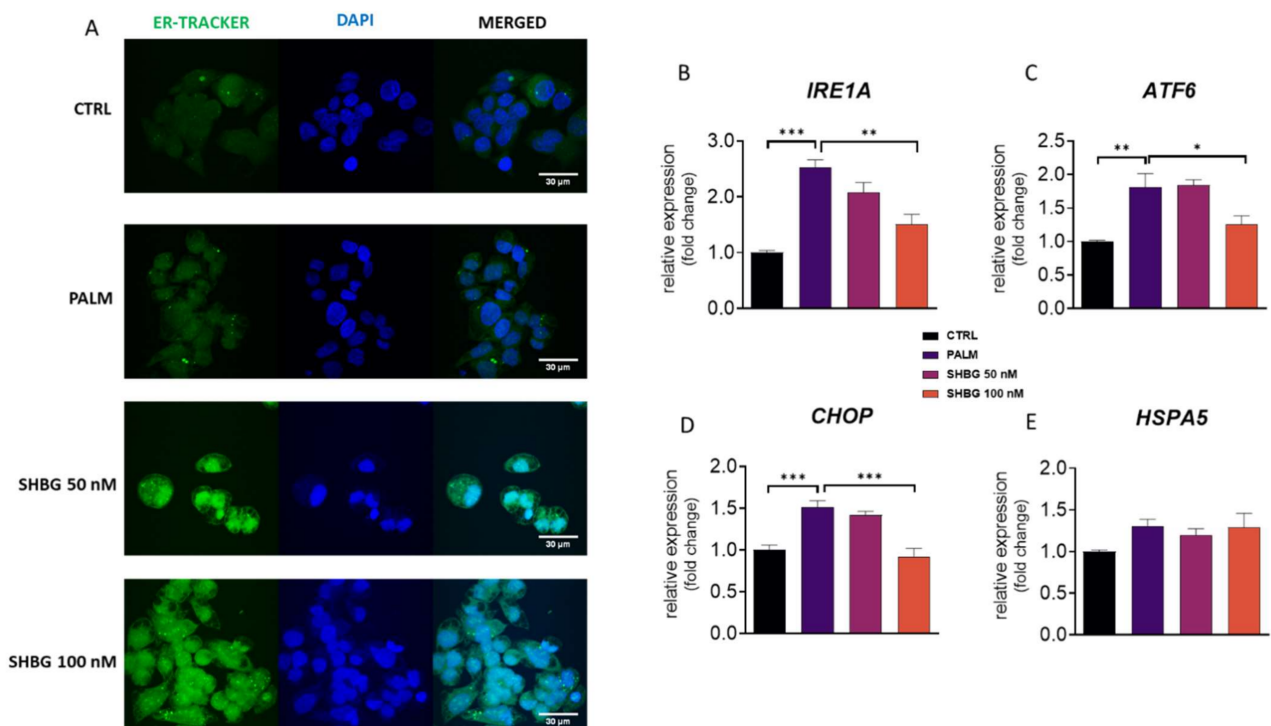 A
ER-TRACKER DAPI MERGED
CTRL
30 µm
PALM
30 µm
SHBG 50 nM
30 µm
SHBG 100 nM
30 µm
B
IRE1A
relative expression
(fold change)
3.0
2.0
1.0
0.0
*** **
C
ATF6
relative expression
(fold change)
2.5
2.0
1.5
1.0
0.5
0.0
** *
CTRL
PALM
SHBG 50 nM
SHBG 100 nM
D
CHOP
relative expression
(fold change)
2.0
1.5
1.0
0.5
0.0
*** ***
E
HSPA5
relative expression
(fold change)
2.0
1.5
1.0
0.5
0.0